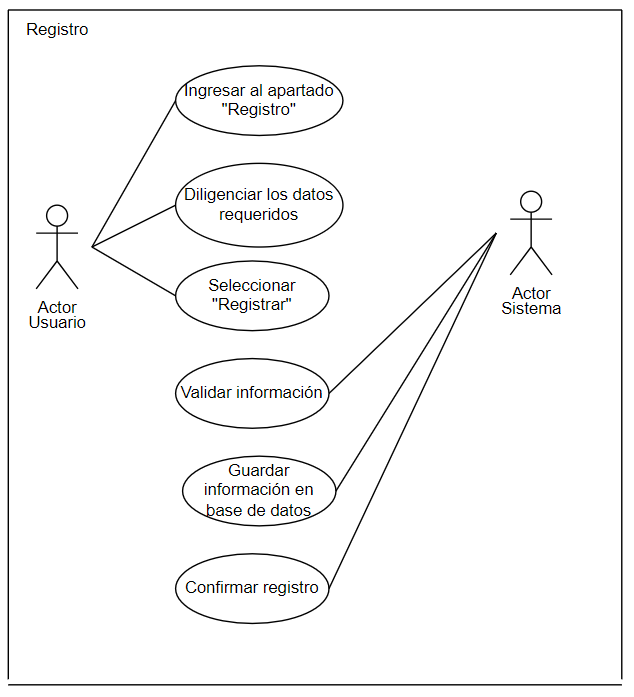 Registro
Ingresar al apartado
"Registro"
Diligenciar los datos
requeridos
Seleccionar
"Registrar"
Actor
Usuario
Actor
Sistema
Validar información
Guardar
información en
base de datos
Confirmar registro